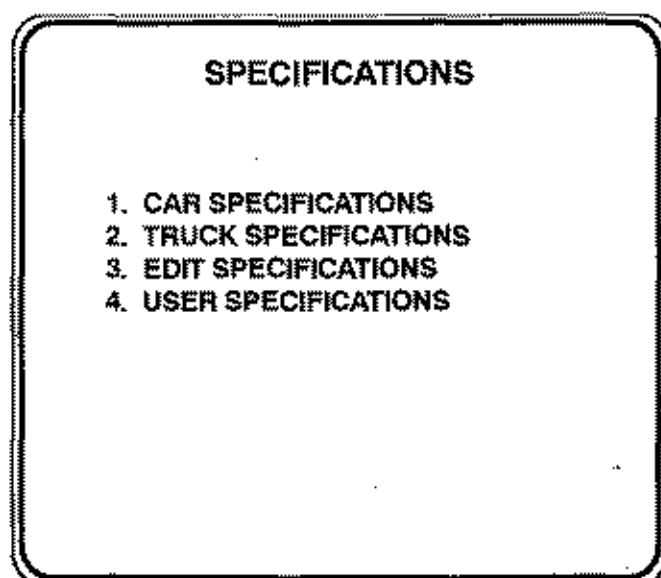 SPECIFICATIONS
1. CAR SPECIFICATIONS
2. TRUCK SPECIFICATIONS
3. EDIT SPECIFICATIONS
4. USER SPECIFICATIONS